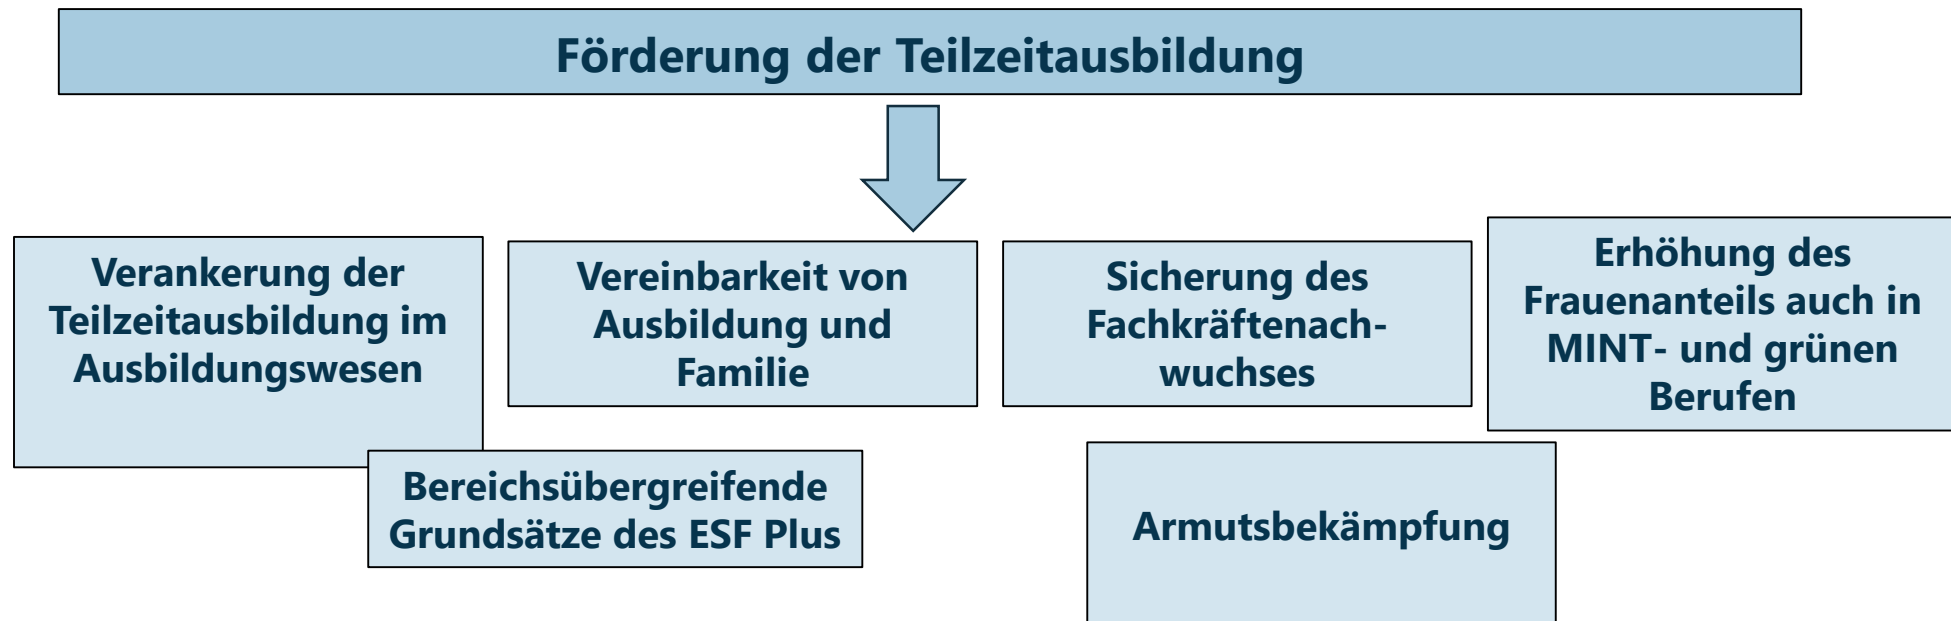 Förderung der Teilzeitausbildung
Verankerung der
Teilzeitausbildung im
Ausbildungswesen
Vereinbarkeit von
Ausbildung und
Familie
Sicherung des
Fachkräftenach-
wuchses
Erhöhung des
Frauenanteils auch in
MINT- und grünen
Berufen
Bereichsübergreifende
Grundsätze des ESF Plus
Armutsbekämpfung